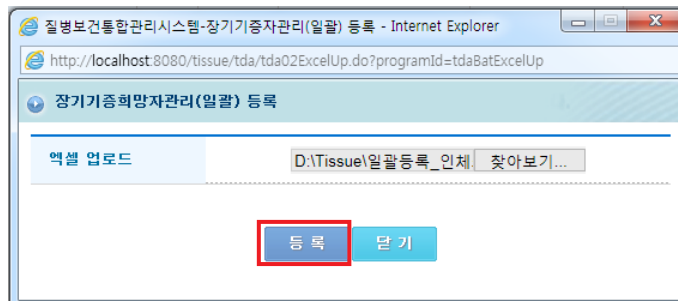 질병보건통합관리시스템-장기기증자관리(일괄) 등록 - Internet Explorer
http://localhost:8080/tissue/tda/tda02ExcelUp.do?programId=tdaBatExcelUp
장기기증희망자관리(일괄) 등록
엑셀 업로드 D:\Tissue\일괄등록_인체. 찾아보기...
등 록 닫 기